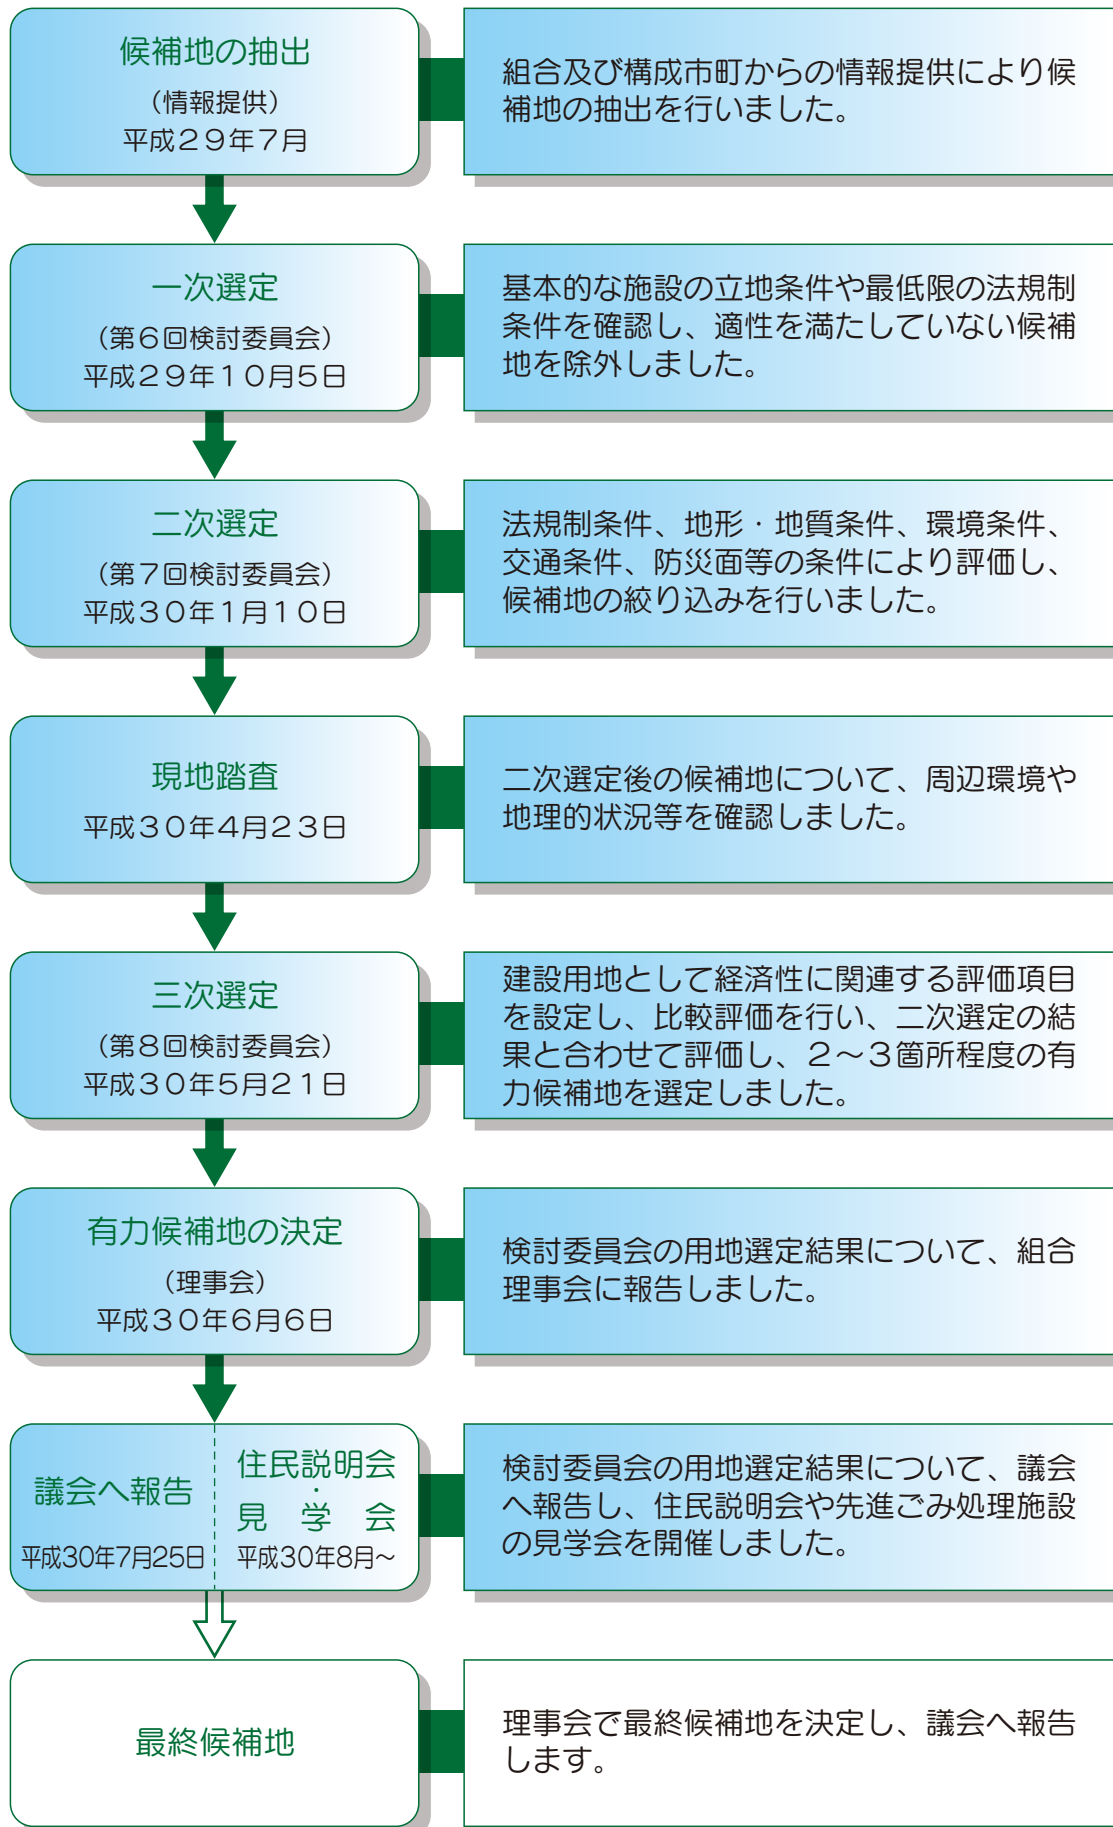 候補地の抽出
（情報提供）
平成２９年７月
組合及び構成市町からの情報提供により候
補地の抽出を行いました。
一次選定
（第６回検討委員会）
平成２９年１０月５日
基本的な施設の立地条件や最低限の法規制
条件を確認し、適性を満たしていない候補
地を除外しました。
二次選定
（第７回検討委員会）
平成３０年１月１０日
法規制条件、地形・地質条件、環境条件、
交通条件、防災面等の条件により評価し、
候補地の絞り込みを行いました。
現地踏査
平成３０年４月２３日
二次選定後の候補地について、周辺環境や
地理的状況等を確認しました。
三次選定
（第８回検討委員会）
平成３０年５月２１日
建設用地として経済性に関連する評価項目
を設定し、比較評価を行い、二次選定の結
果と合わせて評価し、２〜３箇所程度の有
力候補地を選定しました。
有力候補地の決定
（理事会）
平成３０年６月６日
検討委員会の用地選定結果について、組合
理事会に報告しました。
議会へ報告
平成30年7月25日
住民説明会
・
見　学　会
平成30年8月〜
検討委員会の用地選定結果について、議会
へ報告し、住民説明会や先進ごみ処理施設
の見学会を開催しました。
最終候補地
理事会で最終候補地を決定し、議会へ報告
します。